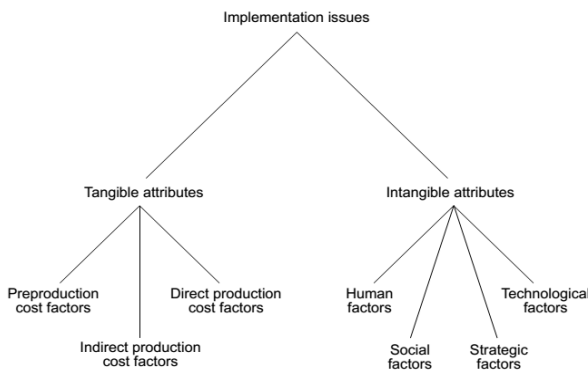 Implementation issues
Tangible attributes
Intangible attributes
Preproduction
cost factors
Direct production
cost factors
Indirect production
cost factors
Human
factors
Technological
factors
Social
factors
Strategic
factors